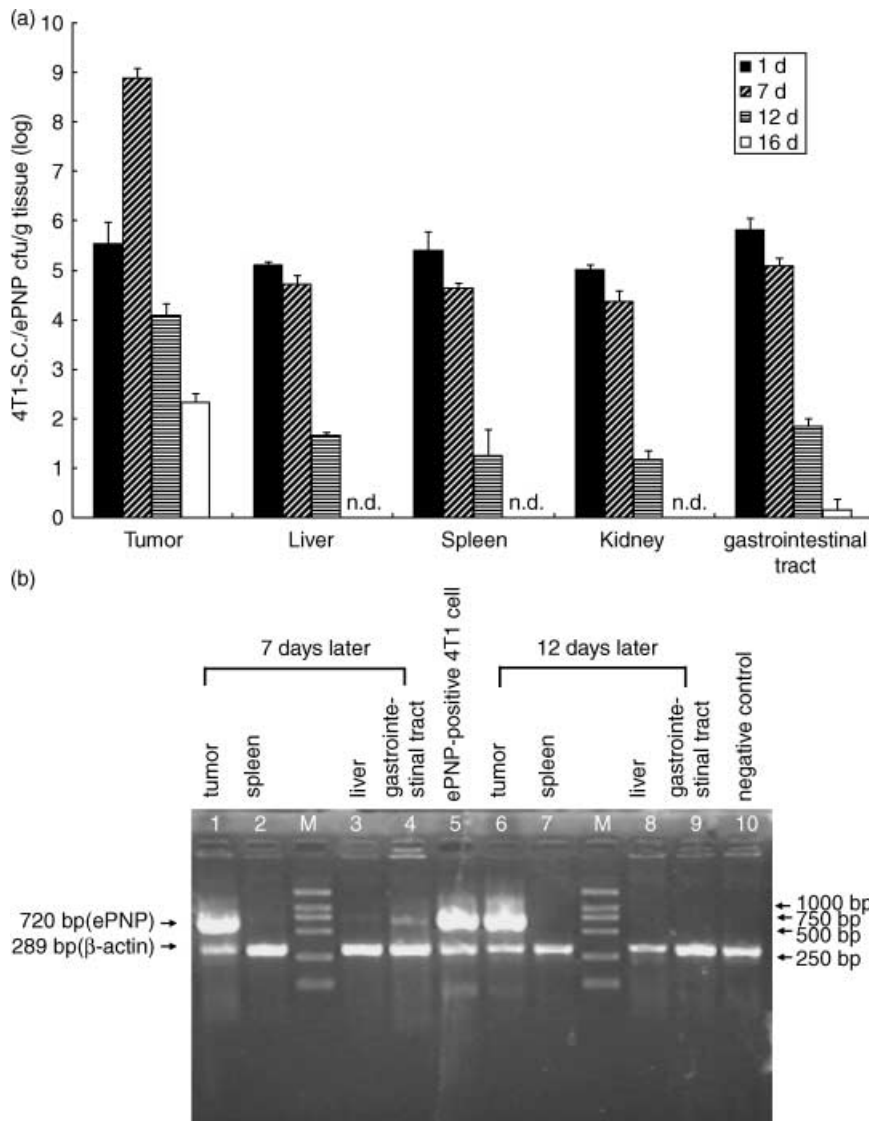 (a)
4T1-S.C./ePNP cfu/g tissue (log)
10
9
8
7
6
5
4
3
2
1
0
1 d
7 d
12 d
16 d
n.d.
n.d.
n.d.
Tumor
Liver
Spleen
Kidney
gastrointestinal
tract
(b)
7 days later
12 days later
tumor
spleen
liver
gastrointe-
stinal tract
ePNP-positive 4T1 cell
tumor
spleen
liver
gastrointe-
stinal tract
negative control
1 2 M 3 4 5 6 7 M 8 9 10
720 bp(ePNP)
289 bp(β-actin)
1000 bp
750 bp
500 bp
250 bp